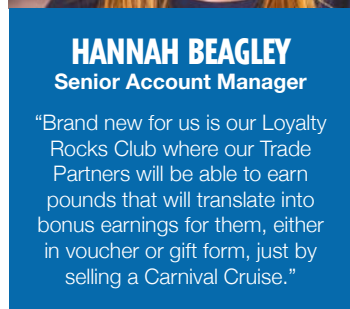 HANNAH BEAGLEY
Senior Account Manager
“Brand new for us is our Loyalty
Rocks Club where our Trade
Partners will be able to earn
pounds that will translate into
bonus earnings for them, either
in voucher or gift form, just by
selling a Carnival Cruise.”